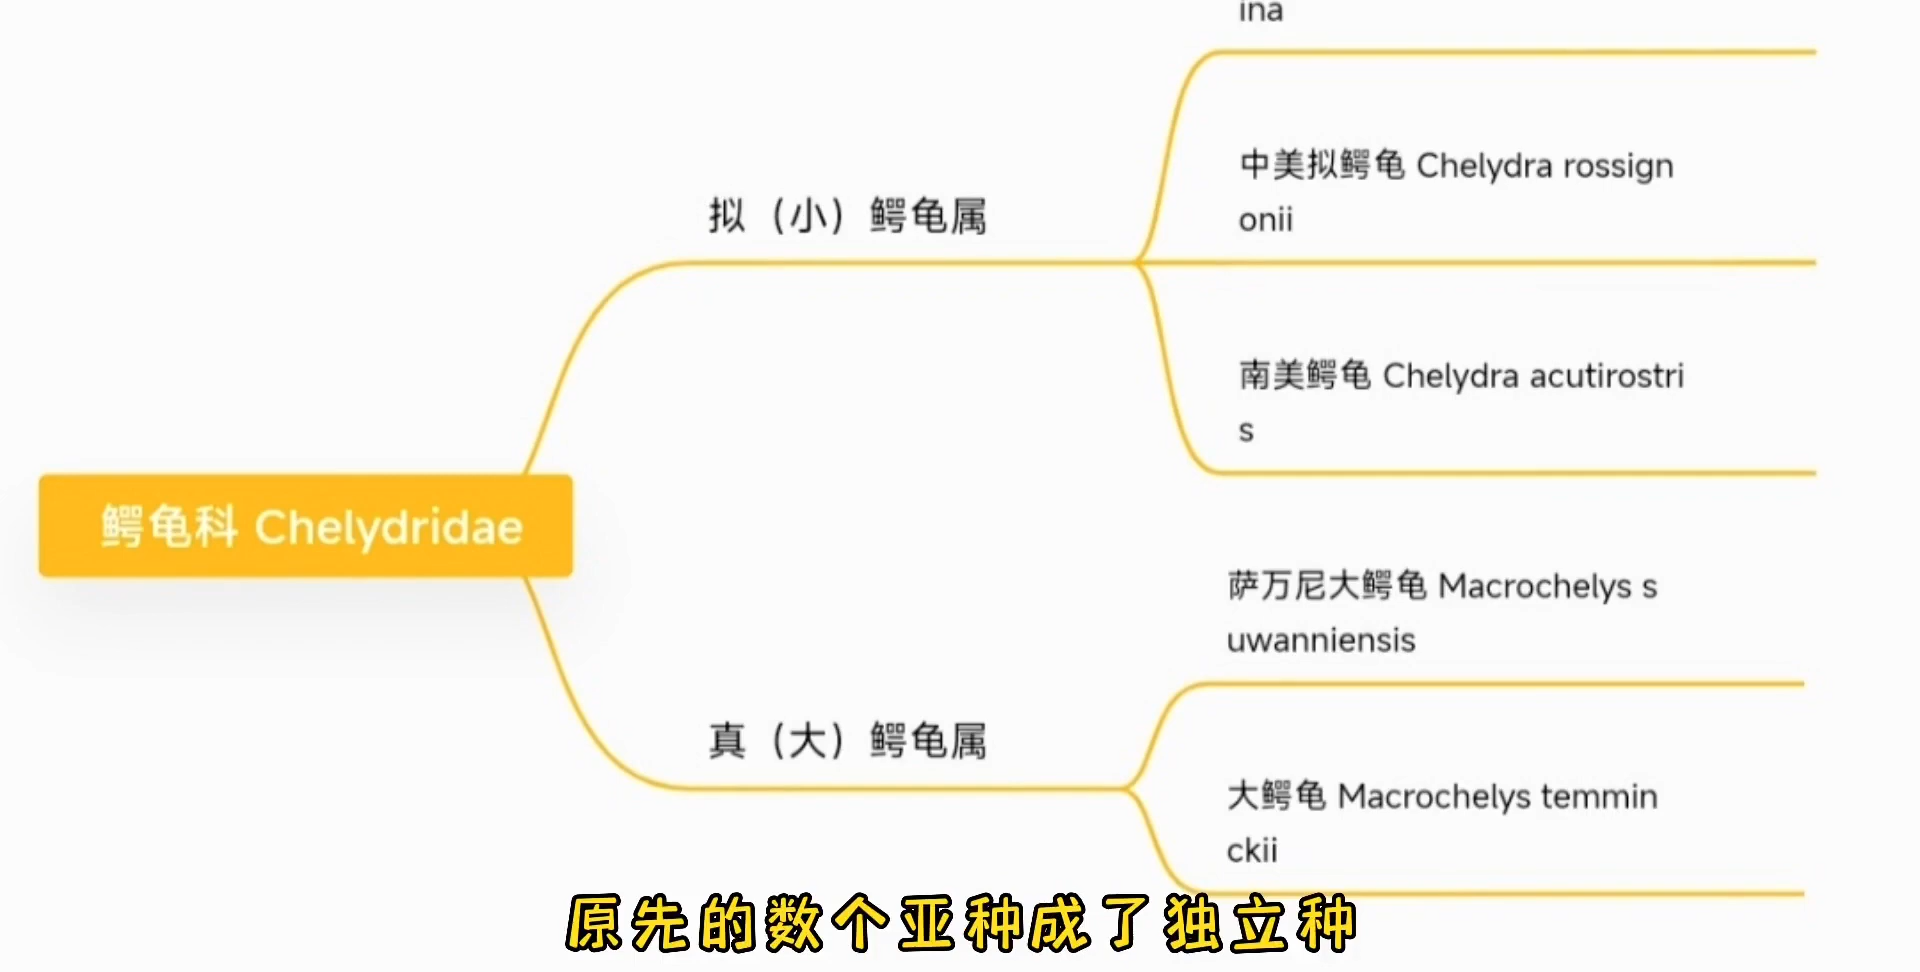 ina
中美拟鳄龟 Chelydra rossign
onii
拟（小）鳄龟属
南美鳄龟 Chelydra acutirostri
s
鳄龟科 Chelydridae
萨万尼大鳄龟 Macrochelys s
uwanniensis
真（大）鳄龟属
大鳄龟 Macrochelys temmin
ckii
原先的数个亚种成了独立种